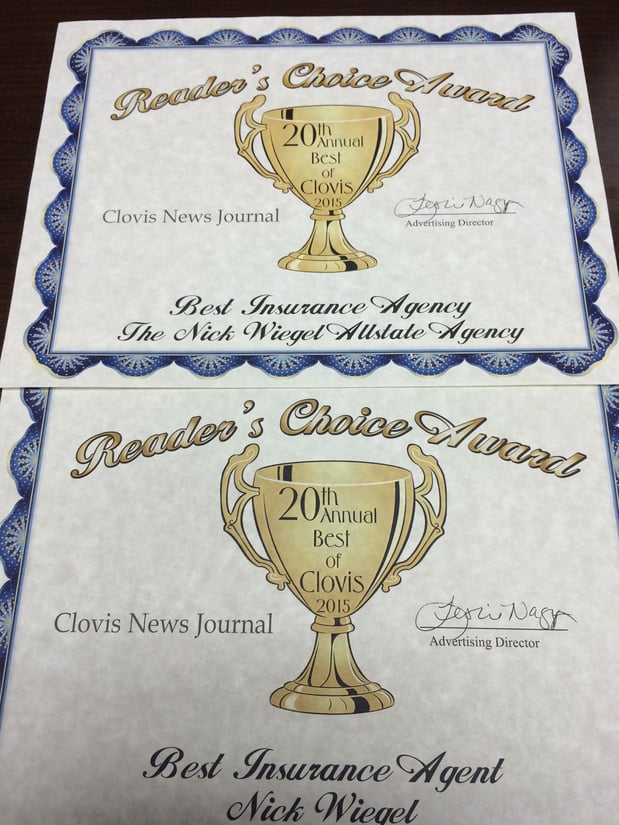 Reader's Choice Award
20th
Annual
Best
of
Clovis
2015
Clovis News Journal
Advertising Director
Best Insurance Agency
The Nick Wiegel Allstate Agency
Reader's Choice Award
20th
Annual
Best
of
Clovis
2015
Clovis News Journal
Advertising Director
Best Insurance Agent
Nick Wiegel